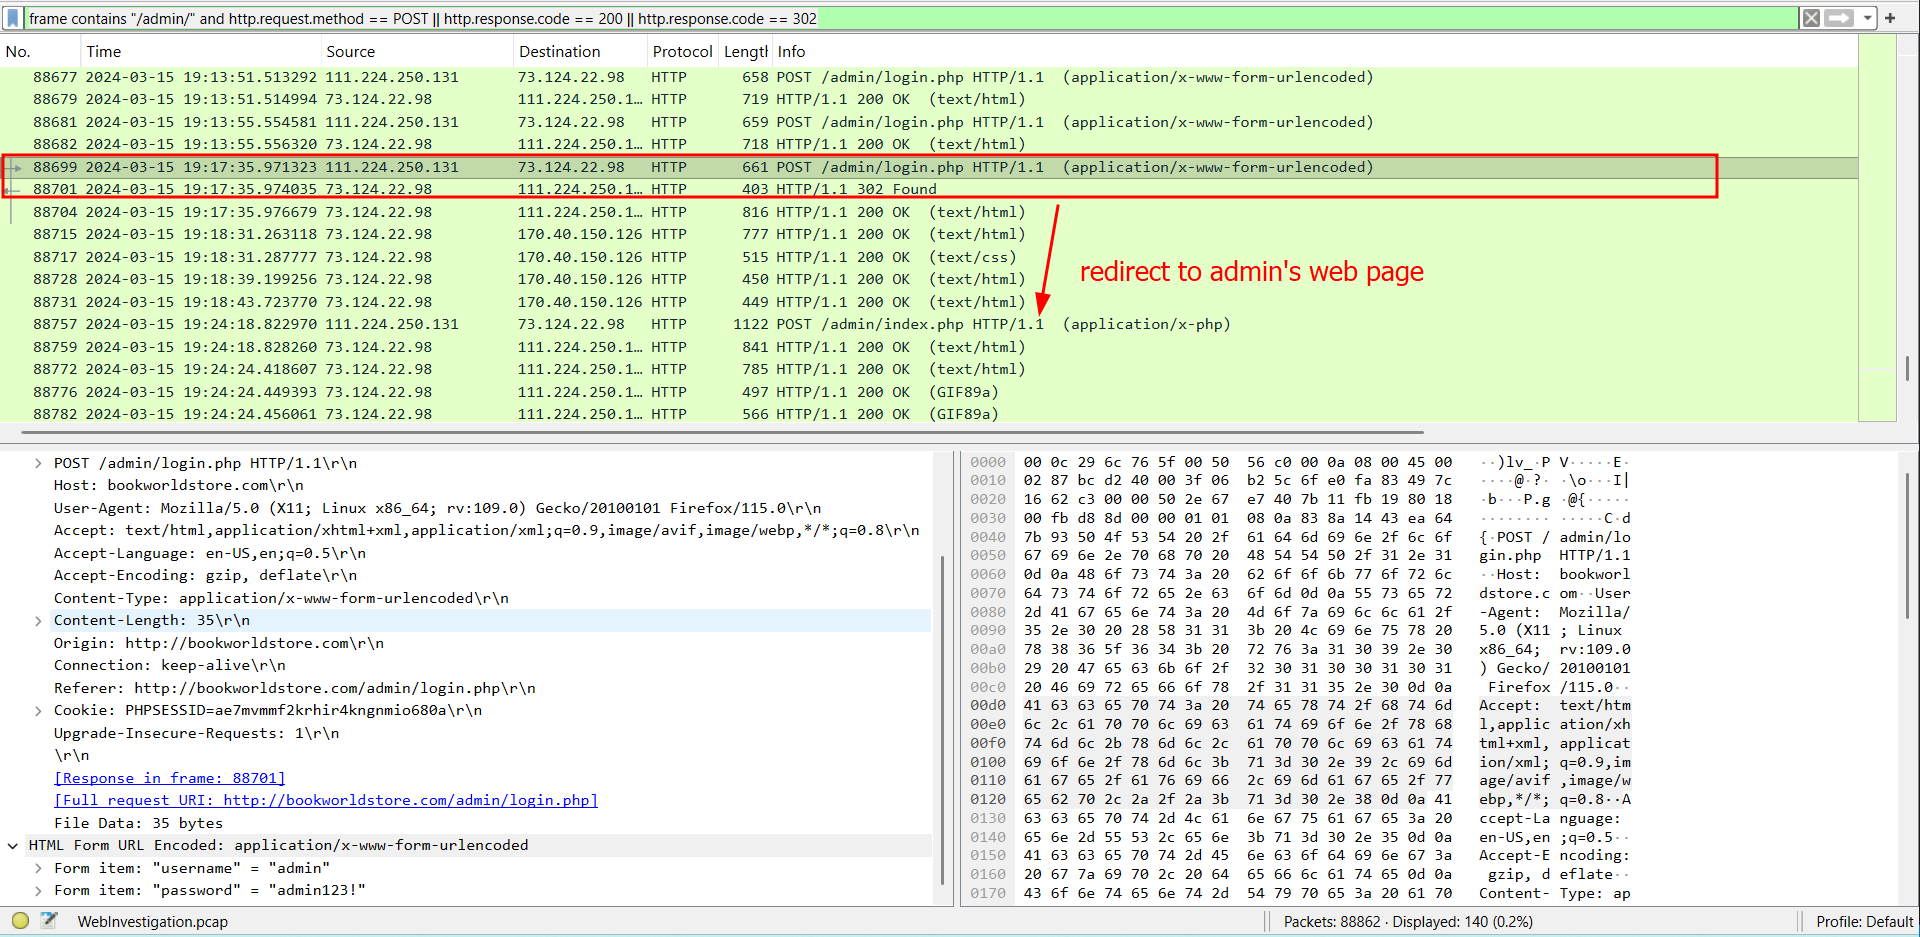 frame contains "/admin/" and http.request.method == POST || http.response.code == 200 || http.response.code == 302
No. Time Source Destination Protocol Length Info
88677 2024-03-15 19:13:51.513292 111.224.250.131 73.124.22.98 HTTP 658 POST /admin/login.php HTTP/1.1 (application/x-www-form-urlencoded)
88679 2024-03-15 19:13:51.514994 73.124.22.98 111.224.250.1… HTTP 719 HTTP/1.1 200 OK (text/html)
88681 2024-03-15 19:13:55.554581 111.224.250.131 73.124.22.98 HTTP 659 POST /admin/login.php HTTP/1.1 (application/x-www-form-urlencoded)
88682 2024-03-15 19:13:55.556320 73.124.22.98 111.224.250.1… HTTP 718 HTTP/1.1 200 OK (text/html)
88699 2024-03-15 19:17:35.971323 111.224.250.131 73.124.22.98 HTTP 661 POST /admin/login.php HTTP/1.1 (application/x-www-form-urlencoded)
88701 2024-03-15 19:17:35.974035 73.124.22.98 111.224.250.1… HTTP 403 HTTP/1.1 302 Found
88704 2024-03-15 19:17:35.976679 73.124.22.98 111.224.250.1… HTTP 816 HTTP/1.1 200 OK (text/html)
88715 2024-03-15 19:18:31.263118 73.124.22.98 170.40.150.126 HTTP 777 HTTP/1.1 200 OK (text/html)
88717 2024-03-15 19:18:31.287777 73.124.22.98 170.40.150.126 HTTP 515 HTTP/1.1 200 OK (text/css)
redirect to admin's web page
88728 2024-03-15 19:18:39.199256 73.124.22.98 170.40.150.126 HTTP 450 HTTP/1.1 200 OK (text/html)
88731 2024-03-15 19:18:43.723770 73.124.22.98 170.40.150.126 HTTP 449 HTTP/1.1 200 OK (text/html)
88757 2024-03-15 19:24:18.822970 111.224.250.131 73.124.22.98 HTTP 1122 POST /admin/index.php HTTP/1.1 (application/x-php)
88759 2024-03-15 19:24:18.828260 73.124.22.98 111.224.250.1… HTTP 841 HTTP/1.1 200 OK (text/html)
88772 2024-03-15 19:24:24.418607 73.124.22.98 111.224.250.1… HTTP 785 HTTP/1.1 200 OK (text/html)
88776 2024-03-15 19:24:24.449393 73.124.22.98 111.224.250.1… HTTP 497 HTTP/1.1 200 OK (GIF89a)
88782 2024-03-15 19:24:24.456061 73.124.22.98 111.224.250.1… HTTP 566 HTTP/1.1 200 OK (GIF89a)
POST /admin/login.php HTTP/1.1\r\n
Host: bookworldstore.com\r\n
User-Agent: Mozilla/5.0 (X11; Linux x86_64; rv:109.0) Gecko/20100101 Firefox/115.0\r\n
Accept: text/html,application/xhtml+xml,application/xml;q=0.9,image/avif,image/webp,*/*;q=0.8\r\n
Accept-Language: en-US,en;q=0.5\r\n
Accept-Encoding: gzip, deflate\r\n
Content-Type: application/x-www-form-urlencoded\r\n
Content-Length: 35\r\n
Origin: http://bookworldstore.com\r\n
Connection: keep-alive\r\n
Referer: http://bookworldstore.com/admin/login.php\r\n
Cookie: PHPSESSID=ae7mvmmf2krhir4kngnmio680a\r\n
Upgrade-Insecure-Requests: 1\r\n
\r\n
[Response in frame: 88701]
[Full request URI: http://bookworldstore.com/admin/login.php]
File Data: 35 bytes
HTML Form URL Encoded: application/x-www-form-urlencoded
Form item: "username" = "admin"
Form item: "password" = "admin123!"
0000 00 0c 29 6c 76 5f 00 50 56 c0 00 0a 08 00 45 00 ··)lv_·P V·····E·
0010 02 87 bc d2 40 00 3f 06 b2 5c 6f e0 fa 83 49 7c ····@·?· ·\o···I|
0020 16 62 c3 00 00 50 2e 67 e7 40 7b 11 fb 19 80 18 ·b···P.g ·@{·····
0030 00 fb d8 8d 00 00 01 01 08 0a 83 8a 14 43 ea 64 ········ ·····C·d
0040 7b 93 50 4f 53 54 20 2f 61 64 6d 69 6e 2f 6c 6f {·POST / admin/lo
0050 67 69 6e 2e 70 68 70 20 48 54 54 50 2f 31 2e 31 gin.php HTTP/1.1
0060 0d 0a 48 6f 73 74 3a 20 62 6f 6f 6b 77 6f 72 6c ··Host: bookworl
0070 64 73 74 6f 72 65 2e 63 6f 6d 0d 0a 55 73 65 72 dstore.c om··User
0080 2d 41 67 65 6e 74 3a 20 4d 6f 7a 69 6c 6c 61 2f -Agent: Mozilla/
0090 35 2e 30 20 28 58 31 31 3b 20 4c 69 6e 75 78 20 5.0 (X11 ; Linux
00a0 78 38 36 5f 36 34 3b 20 72 76 3a 31 30 39 2e 30 x86_64; rv:109.0
00b0 29 20 47 65 63 6b 6f 2f 32 30 31 30 30 31 30 31 ) Gecko/ 20100101
00c0 20 46 69 72 65 66 6f 78 2f 31 31 35 2e 30 0d 0a Firefox /115.0··
00d0 41 63 63 65 70 74 3a 20 74 65 78 74 2f 68 74 6d Accept: text/htm
00e0 6c 2c 61 70 70 6c 69 63 61 74 69 6f 6e 2f 78 68 l,applic ation/xh
00f0 74 6d 6c 2b 78 6d 6c 2c 61 70 70 6c 69 63 61 74 tml+xml, applicat
0100 69 6f 6e 2f 78 6d 6c 3b 71 3d 30 2e 39 2c 69 6d ion/xml; q=0.9,im
0110 61 67 65 2f 61 76 69 66 2c 69 6d 61 67 65 2f 77 age/avif ,image/w
0120 65 62 70 2c 2a 2f 2a 3b 71 3d 30 2e 38 0d 0a 41 ebp,*/*; q=0.8··A
0130 63 63 65 70 74 2d 4c 61 6e 67 75 61 67 65 3a 20 ccept-La nguage:
0140 65 6e 2d 55 53 2c 65 6e 3b 71 3d 30 2e 35 0d 0a en-US,en ;q=0.5··
0150 41 63 63 65 70 74 2d 45 6e 63 6f 64 69 6e 67 3a Accept-E ncoding:
0160 20 67 7a 69 70 2c 20 64 65 66 6c 61 74 65 0d 0a gzip, d eflate··
0170 43 6f 6e 74 65 6e 74 2d 54 79 70 65 3a 20 61 70 Content- Type: ap
WebInvestigation.pcap Packets: 88862 · Displayed: 140 (0.2%) Profile: Default